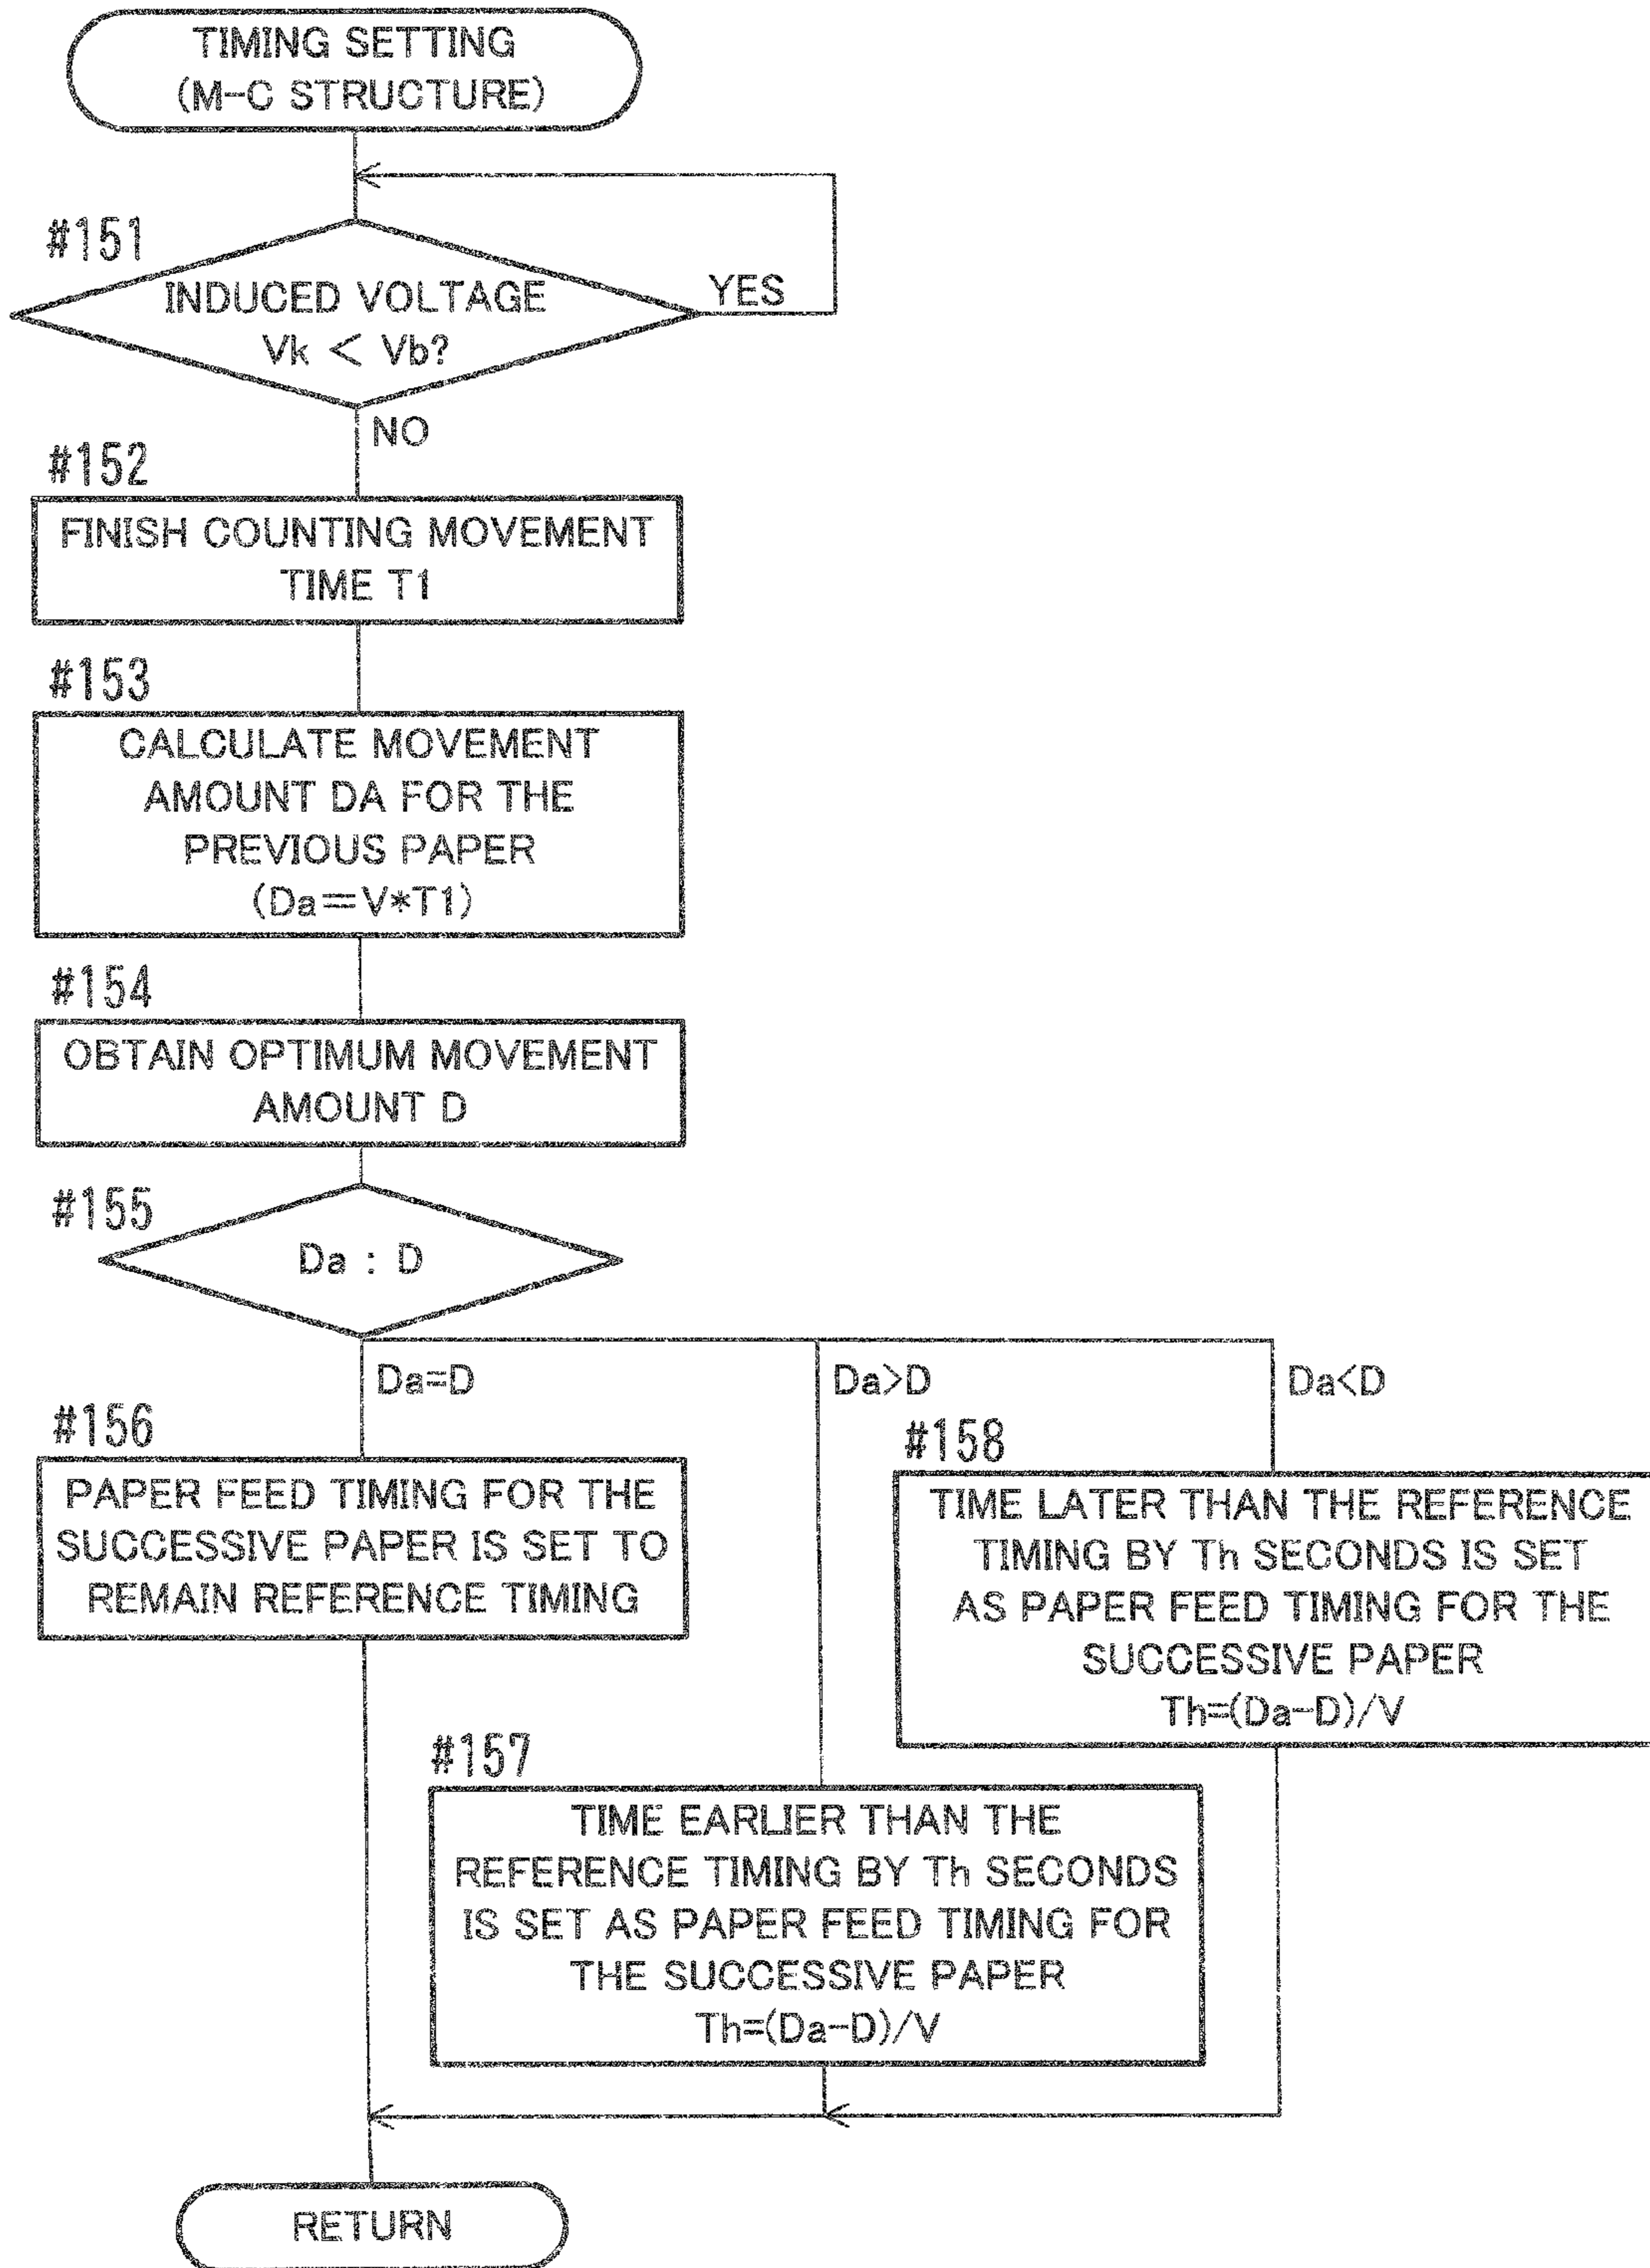 TIMING SETTING
(M-C STRUCTURE)
#151
INDUCED VOLTAGE
Vk < Vb?
YES
NO
#152
FINISH COUNTING MOVEMENT
TIME T1
#153
CALCULATE MOVEMENT
AMOUNT DA FOR THE
PREVIOUS PAPER
(Da=V*T1)
#154
OBTAIN OPTIMUM MOVEMENT
AMOUNT D
#155
Da : D
Da=D
Da>D
Da<D
#156
PAPER FEED TIMING FOR THE
SUCCESSIVE PAPER IS SET TO
REMAIN REFERENCE TIMING
#158
TIME LATER THAN THE REFERENCE
TIMING BY Th SECONDS IS SET
AS PAPER FEED TIMING FOR THE
SUCCESSIVE PAPER
Th=(Da-D)/V
#157
TIME EARLIER THAN THE
REFERENCE TIMING BY Th SECONDS
IS SET AS PAPER FEED TIMING FOR
THE SUCCESSIVE PAPER
Th=(Da-D)/V
RETURN